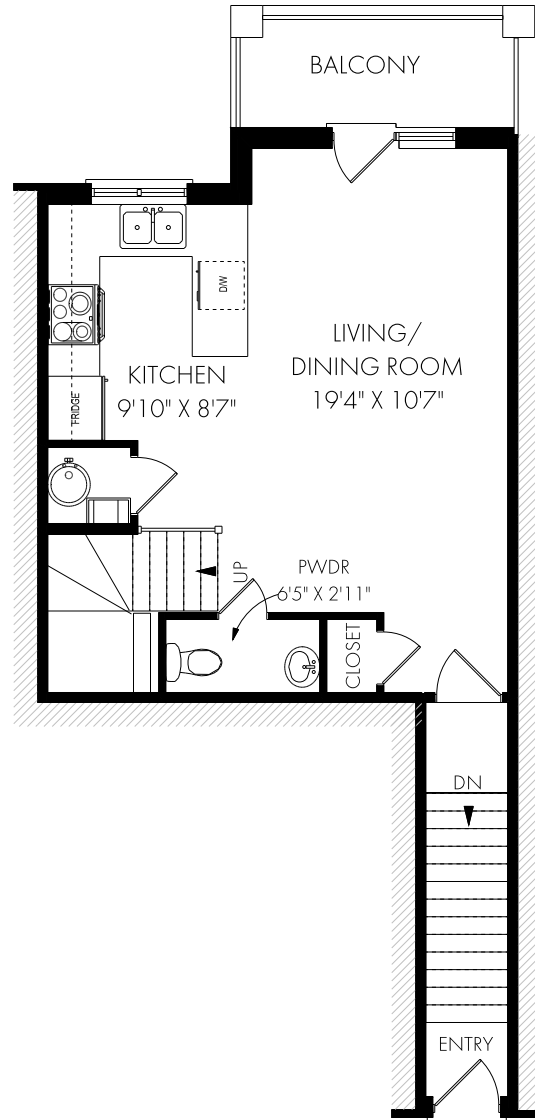 BALCONY
D/W
LIVING/
DINING ROOM
19'4" X 10'7"
KITCHEN
9'10" X 8'7"
FRIDGE
UP
PWDR
6'5" X 2'11"
CLOSET
DN
ENTRY